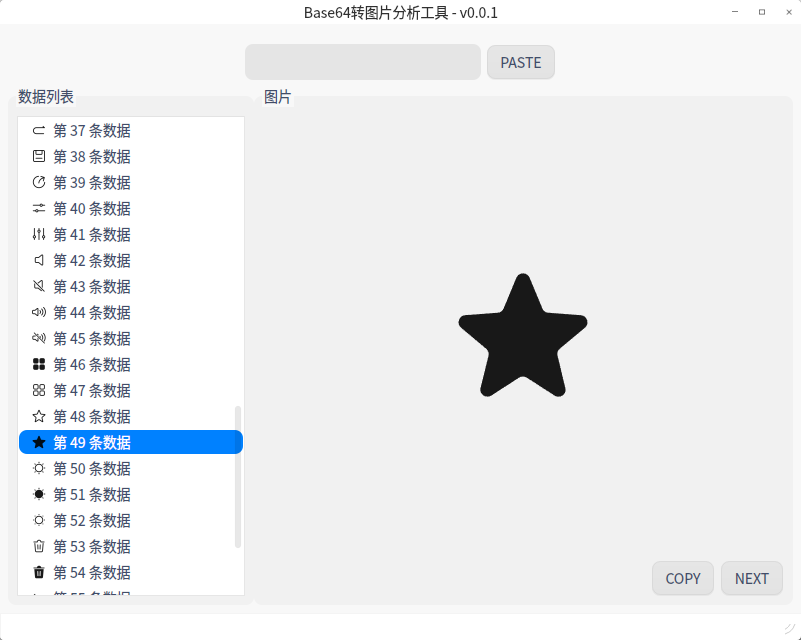 Base64转图片分析工具 - v0.0.1
PASTE
数据列表
图片
第 37 条数据
第 38 条数据
第 39 条数据
第 40 条数据
第 41 条数据
第 42 条数据
第 43 条数据
第 44 条数据
第 45 条数据
第 46 条数据
第 47 条数据
第 48 条数据
第 49 条数据
第 50 条数据
第 51 条数据
第 52 条数据
第 53 条数据
第 54 条数据
COPY
NEXT